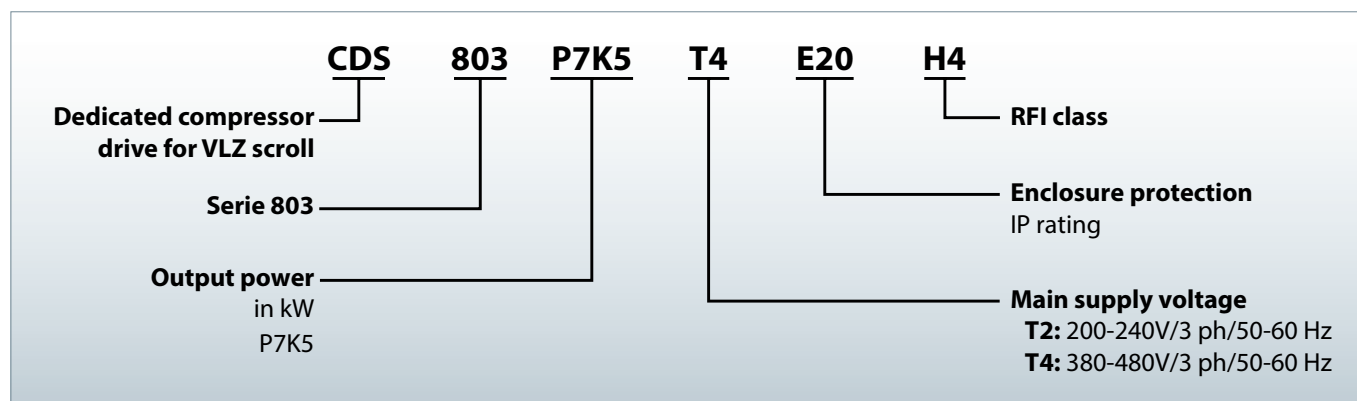 CDS 803 P7K5 T4 E20 H4
Dedicated compressor
drive for VLZ scroll
Serie 803
Output power
in kW
P7K5
RFI class
Enclosure protection
IP rating
Main supply voltage
T2: 200-240V/3 ph/50-60 Hz
T4: 380-480V/3 ph/50-60 Hz